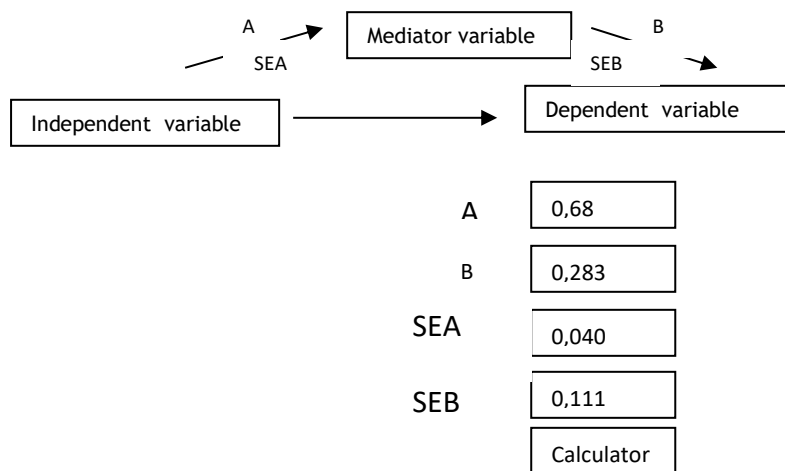 A
Mediator variable
B
SEA
SEB
Independent variable
Dependent variable
A 0,68
B 0,283
SEA 0,040
SEB 0,111
Calculator